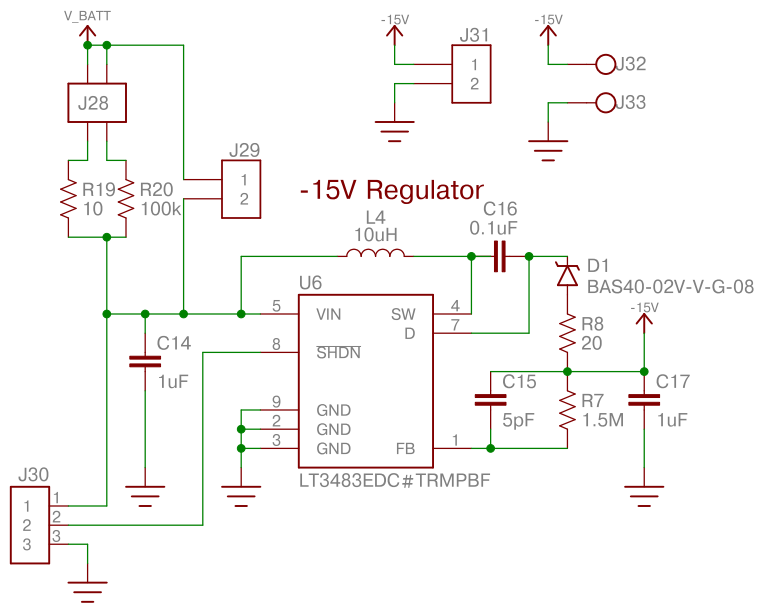 V_BATT
-15V
-15V
J31
1
2
J32
J33
J28
J29
1
2
R19
10
R20
100k
-15V Regulator
L4
10uH
C16
0.1uF
D1
BAS40-02V-V-G-08
U6
5
VIN
SW
4
D
7
8
SHDN
9
GND
2
GND
3
GND
FB
1
LT3483EDC#TRMPBF
R8
20
-15V
C14
1uF
C15
5pF
R7
1.5M
C17
1uF
J30
1
1
2
2
3
3